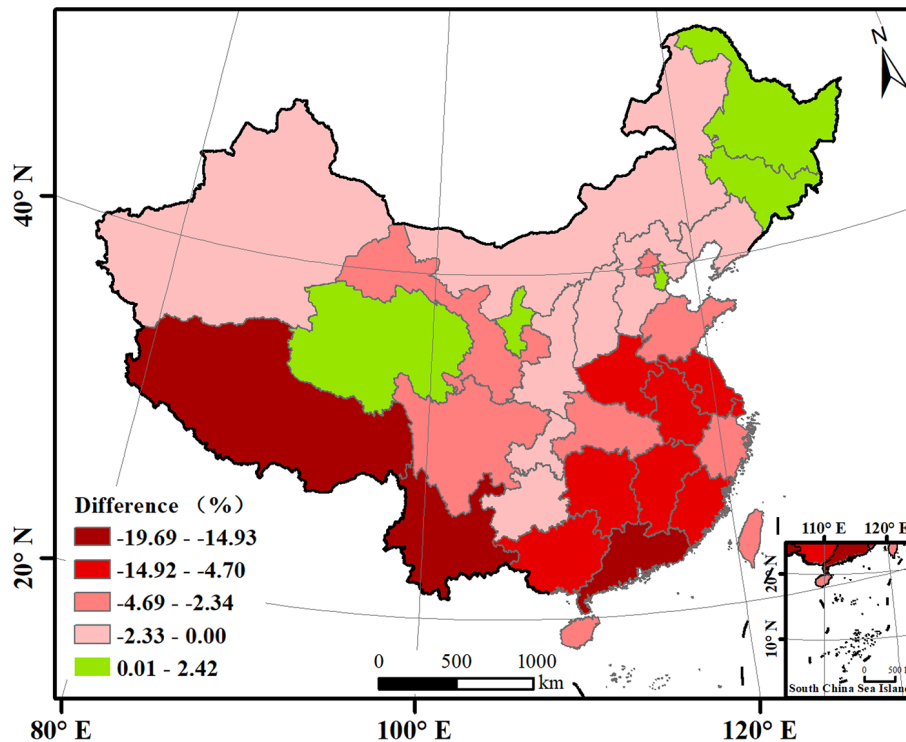 N
40° N
20° N
Difference （%）
-19.69 - -14.93
-14.92 - -4.70
-4.69 - -2.34
-2.33 - 0.00
0.01 - 2.42
0 500 1000
km
110° E 120° E
20° N
10° N
0 500
South China Sea Island
80° E 100° E 120° E